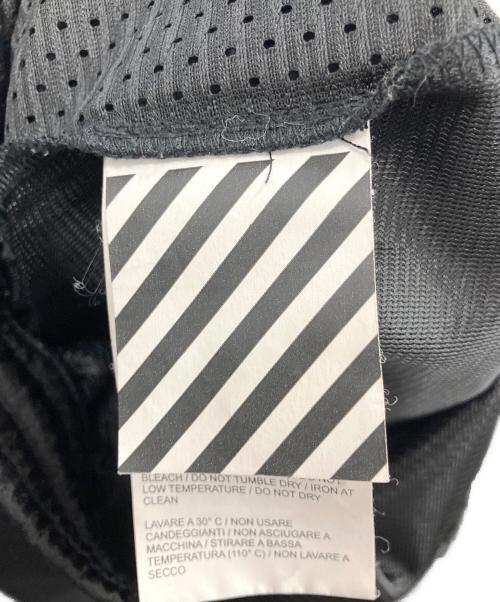 BLEACH / DO NOT TUMBLE DRY / IRON AT
LOW TEMPERATURE / DO NOT DRY
CLEAN
LAVARE A 30° C / NON USARE
CANDEGGIANTI / NON ASCIUGARE A
MACCHINA / STIRARE A BASSA
TEMPERATURA (110° C) / NON LAVARE A
SECCO